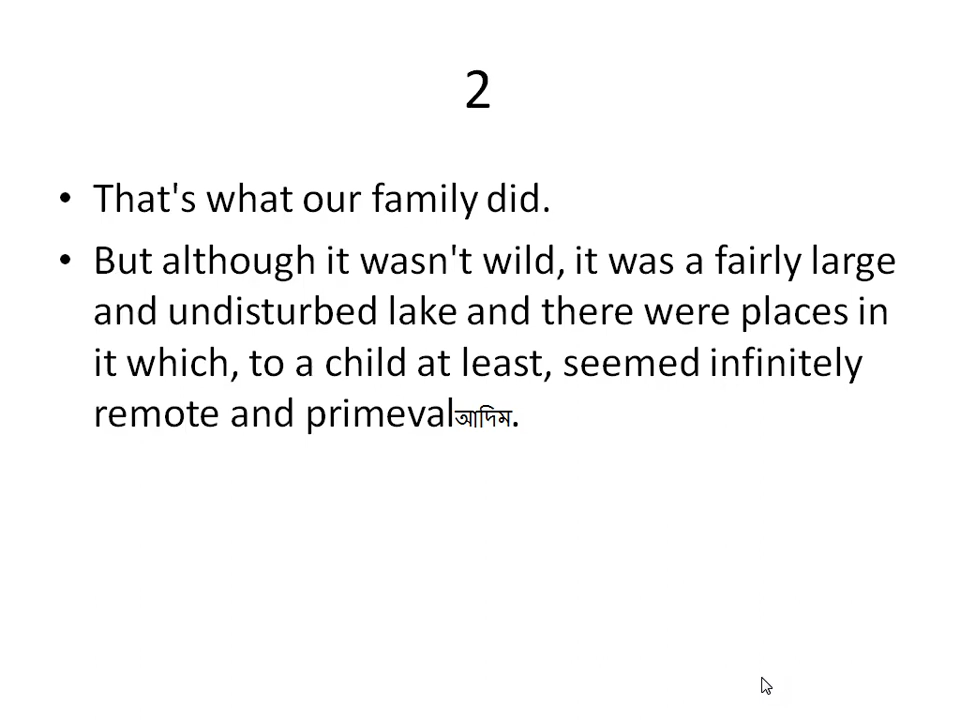 2
• That's what our family did.
• But although it wasn't wild, it was a fairly large
and undisturbed lake and there were places in
it which, to a child at least, seemed infinitely
remote and primevalআদিম.